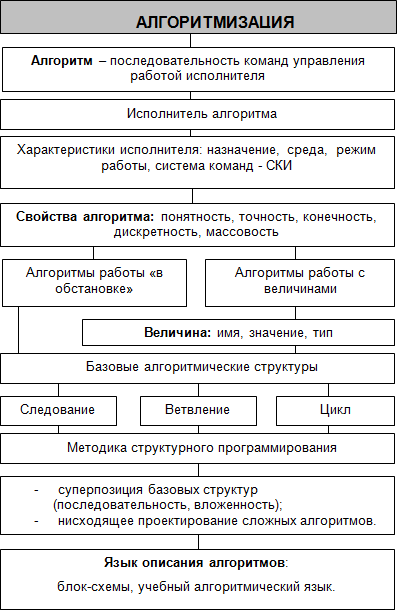 АЛГОРИТМИЗАЦИЯ
Алгоритм – последовательность команд управления
работой исполнителя
Исполнитель алгоритма
Характеристики исполнителя: назначение, среда, режим
работы, система команд - СКИ
Свойства алгоритма: понятность, точность, конечность,
дискретность, массовость
Алгоритмы работы «в
обстановке»
Алгоритмы работы с
величинами
Величина: имя, значение, тип
Базовые алгоритмические структуры
Следование
Ветвление
Цикл
Методика структурного программирования
- суперпозиция базовых структур
(последовательность, вложенность);
- нисходящее проектирование сложных алгоритмов.
Язык описания алгоритмов:
блок-схемы, учебный алгоритмический язык.